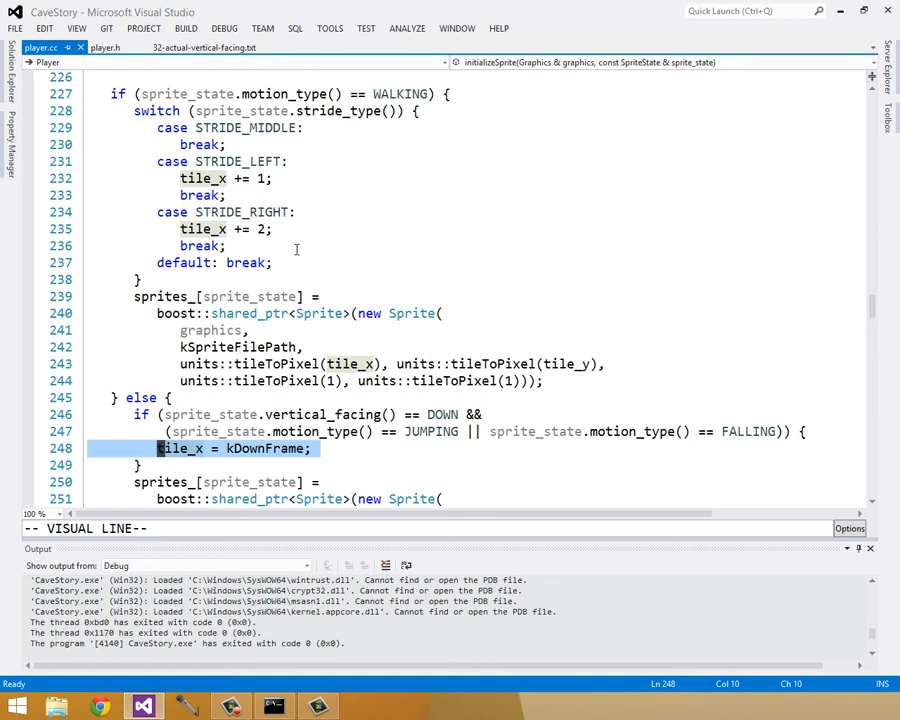 CaveStory - Microsoft Visual Studio
Quick Launch (Ctrl+Q)
FILE EDIT VIEW GIT PROJECT BUILD DEBUG TEAM SQL TOOLS TEST ANALYZE WINDOW HELP
player.cc player.h 32-actual-vertical-facing.txt
Player initializeSprite(Graphics & graphics, const SpriteState & sprite_state)
Solution Explorer
Property Manager
Server Explorer
Toolbox
226
227 if (sprite_state.motion_type() == WALKING) {
228 switch (sprite_state.stride_type()) {
229 case STRIDE_MIDDLE:
230 break;
231 case STRIDE_LEFT:
232 tile_x += 1;
233 break;
234 case STRIDE_RIGHT:
235 tile_x += 2;
236 break;
237 default: break;
238 }
239 sprites_[sprite_state] =
240 boost::shared_ptr<Sprite>(new Sprite(
241 graphics,
242 kSpriteFilePath,
243 units::tileToPixel(tile_x), units::tileToPixel(tile_y),
244 units::tileToPixel(1), units::tileToPixel(1)));
245 } else {
246 if (sprite_state.vertical_facing() == DOWN &&
247 (sprite_state.motion_type() == JUMPING || sprite_state.motion_type() == FALLING)) {
248 tile_x = kDownFrame;
249 }
250 sprites_[sprite_state] =
251 boost::shared_ptr<Sprite>(new Sprite(
100 %
-- VISUAL LINE-- Options
Output
Show output from: Debug
'CaveStory.exe' (Win32): Loaded 'C:\Windows\SysWOW64\wintrust.dll'. Cannot find or open the PDB file.
'CaveStory.exe' (Win32): Loaded 'C:\Windows\SysWOW64\crypt32.dll'. Cannot find or open the PDB file.
'CaveStory.exe' (Win32): Loaded 'C:\Windows\SysWOW64\msasn1.dll'. Cannot find or open the PDB file.
'CaveStory.exe' (Win32): Loaded 'C:\Windows\SysWOW64\kernel.appcore.dll'. Cannot find or open the PDB file.
The thread 0xbd0 has exited with code 0 (0x0).
The thread 0x1170 has exited with code 0 (0x0).
The program '[4140] CaveStory.exe' has exited with code 0 (0x0).
Ready Ln 248 Col 10 Ch 10 INS